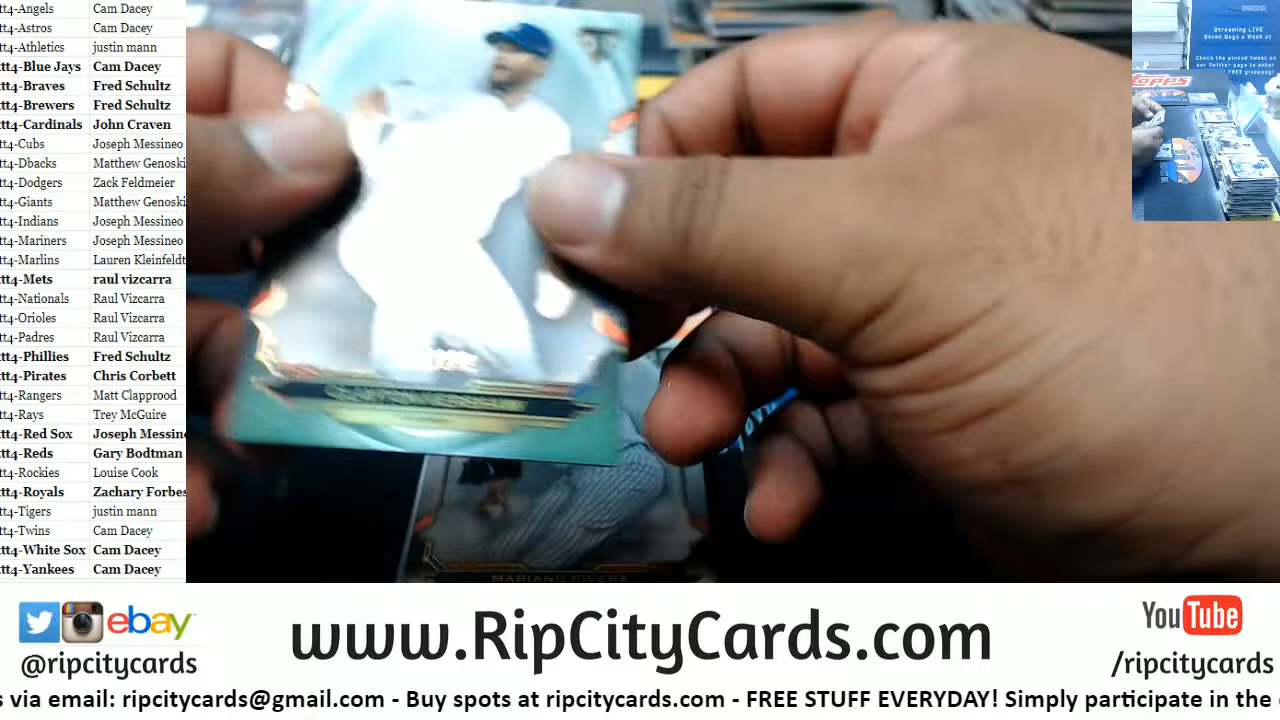 tt4-Angels Cam Dacey
tt4-Astros Cam Dacey
tt4-Athletics justin mann
tt4-Blue Jays Cam Dacey
tt4-Braves Fred Schultz
tt4-Brewers Fred Schultz
tt4-Cardinals John Craven
tt4-Cubs Joseph Messineo
tt4-Dbacks Matthew Genoski
tt4-Dodgers Zack Feldmeier
tt4-Giants Matthew Genoski
tt4-Indians Joseph Messineo
tt4-Mariners Joseph Messineo
tt4-Marlins Lauren Kleinfeldt
tt4-Mets raul vizcarra
tt4-Nationals Raul Vizcarra
tt4-Orioles Raul Vizcarra
tt4-Padres Raul Vizcarra
tt4-Phillies Fred Schultz
tt4-Pirates Chris Corbett
tt4-Rangers Matt Clapprood
tt4-Rays Trey McGuire
tt4-Red Sox Joseph Messine
tt4-Reds Gary Bodtman
tt4-Rockies Louise Cook
tt4-Royals Zachary Forbes
tt4-Tigers justin mann
tt4-Twins Cam Dacey
tt4-White Sox Cam Dacey
tt4-Yankees Cam Dacey
Streaming LIVE
Seven Days a Week at
Check the pinned tweet on
our Twitter page to enter
FREE giveaway!
Topps
MARIANO RIVERA
ebay
@ripcitycards
www.RipCityCards.com
YouTube
/ripcitycards
s via email: ripcitycards@gmail.com - Buy spots at ripcitycards.com - FREE STUFF EVERYDAY! Simply participate in the